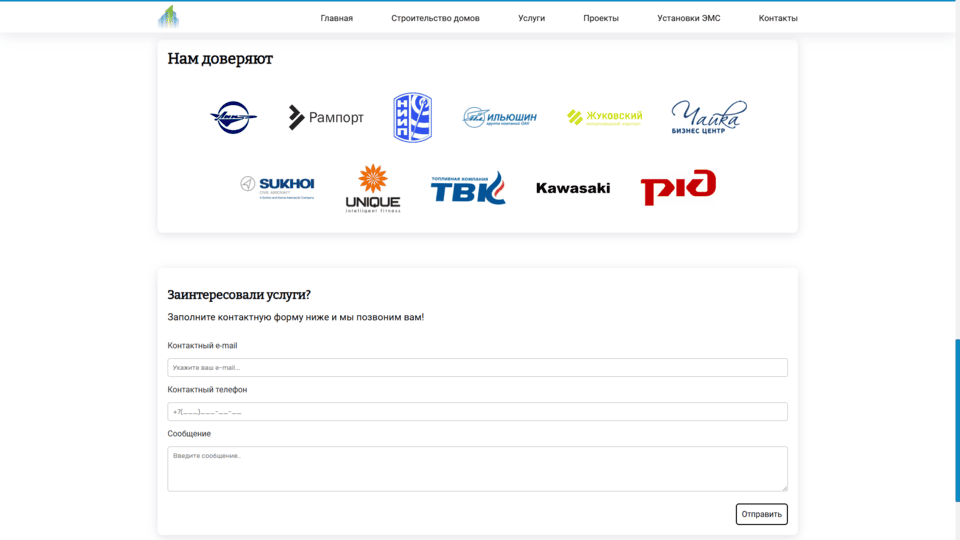 Главная
Строительство домов
Услуги
Проекты
Установки ЭМС
Контакты
Нам доверяют
Рампорт
ИЛЬЮШИН
ЖУКОВСКИЙ
Чайка
БИЗНЕС ЦЕНТР
SUKHOI
CIVIL AIRCRAFT
UNIQUE
intelligent fitness
ТОПЛИВНАЯ КОМПАНИЯ
ТВК
Kawasaki
Заинтересовали услуги?
Заполните контактную форму ниже и мы позвоним вам!
Контактный e-mail
Укажите ваш e-mail...
Контактный телефон
+7(___)___-__-__
Сообщение
Введите сообщение..
Отправить